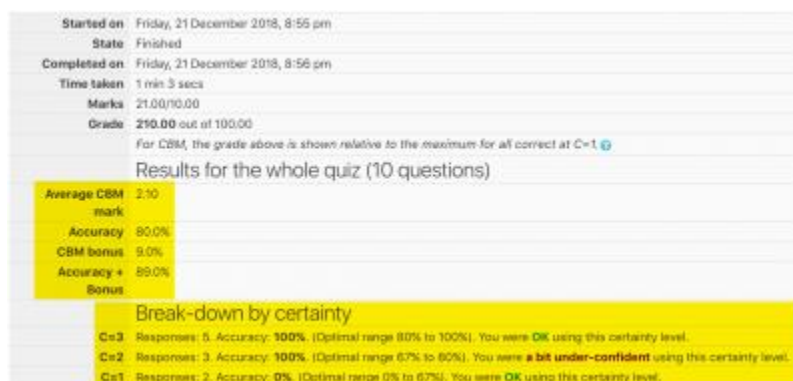 Started on Friday, 21 December 2018, 8:55 pm
State Finished
Completed on Friday, 21 December 2018, 8:56 pm
Time taken 1 min 3 secs
Marks 21.00/10.00
Grade 210.00 out of 100.00
For CBM, the grade above is shown relative to the maximum for all correct at C=1.
Results for the whole quiz (10 questions)
Average CBM 2.10
mark
Accuracy 80.0%
CBM bonus 9.0%
Accuracy + 89.0%
Bonus
Break-down by certainty
C=3 Responses: 5. Accuracy: 100%. (Optimal range 80% to 100%). You were OK using this certainty level.
C=2 Responses: 3. Accuracy: 100%. (Optimal range 67% to 80%). You were a bit under-confident using this certainty level.
C=1 Responses: 2. Accuracy: 0%. (Optimal range 0% to 67%). You were OK using this certainty level.